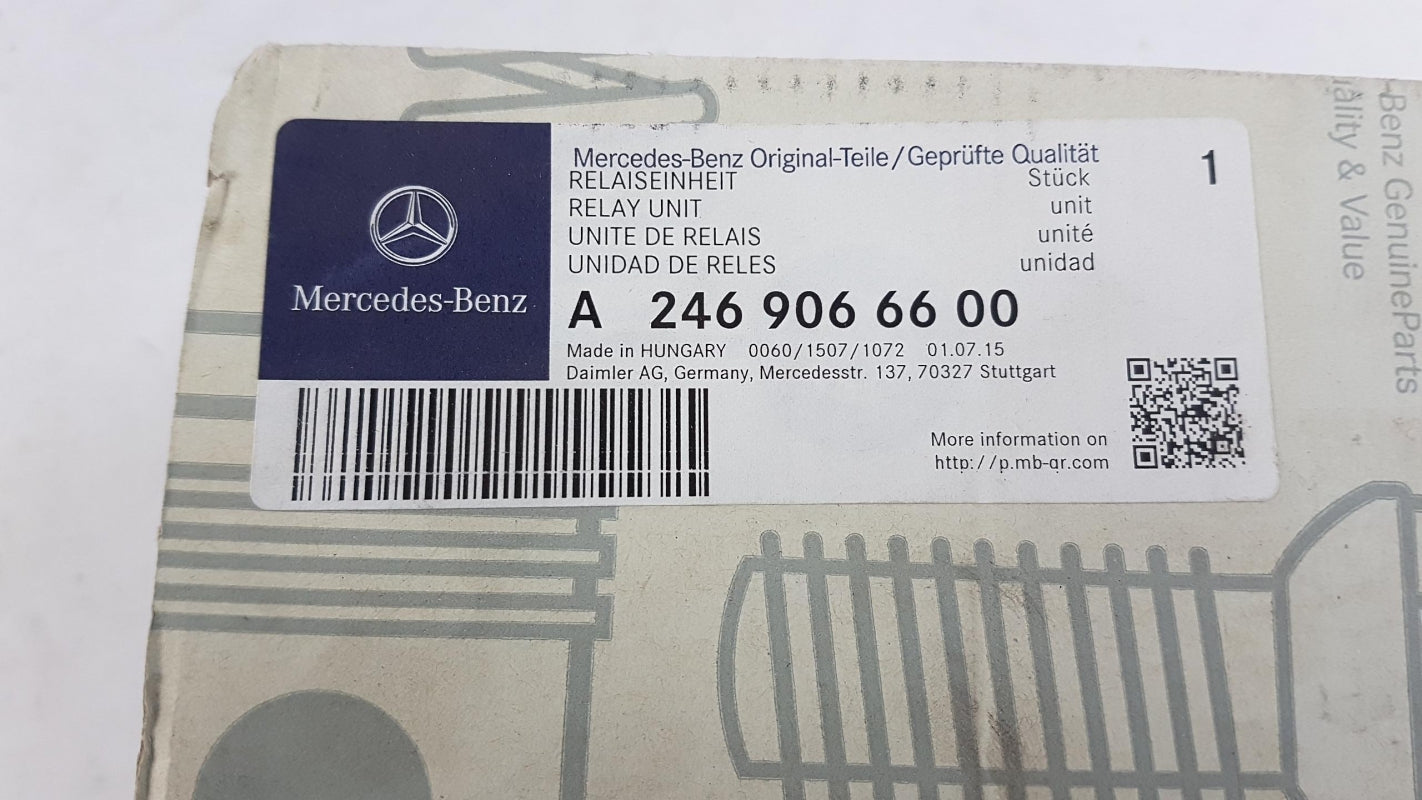 Mercedes-Benz Original-Teile/Geprüfte Qualität
1
RELAISEINHEIT Stück
RELAY UNIT unit
UNITE DE RELAIS unité
UNIDAD DE RELES unidad
Mercedes-Benz
A 246 906 66 00
Made in HUNGARY 0060/1507/1072 01.07.15
Daimler AG, Germany, Mercedesstr. 137, 70327 Stuttgart
More information on
http://p.mb-qr.com
-Benz GenuineParts
& Value